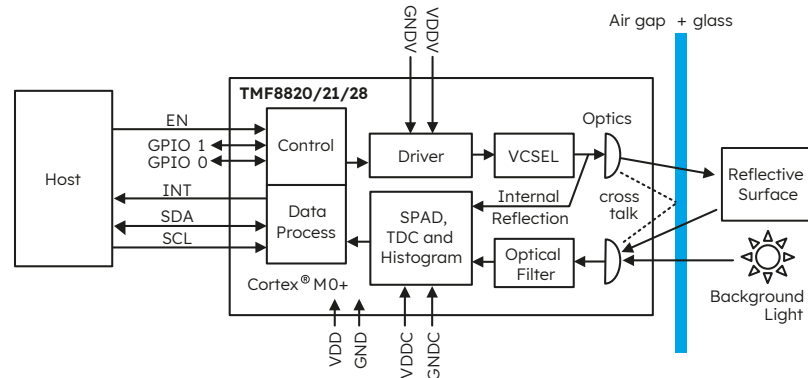 Air gap + glass
GNDV
VDDV
TMF8820/21/28
EN
GPIO 1
GPIO 0
INT
SDA
SCL
Host
Control
Data
Process
Driver
VCSEL
Optics
Internal
Reflection
cross
talk
SPAD,
TDC and
Histogram
Optical
Filter
Reflective
Surface
Background
Light
Cortex® M0+
VDD
GND
VDDC
GNDC